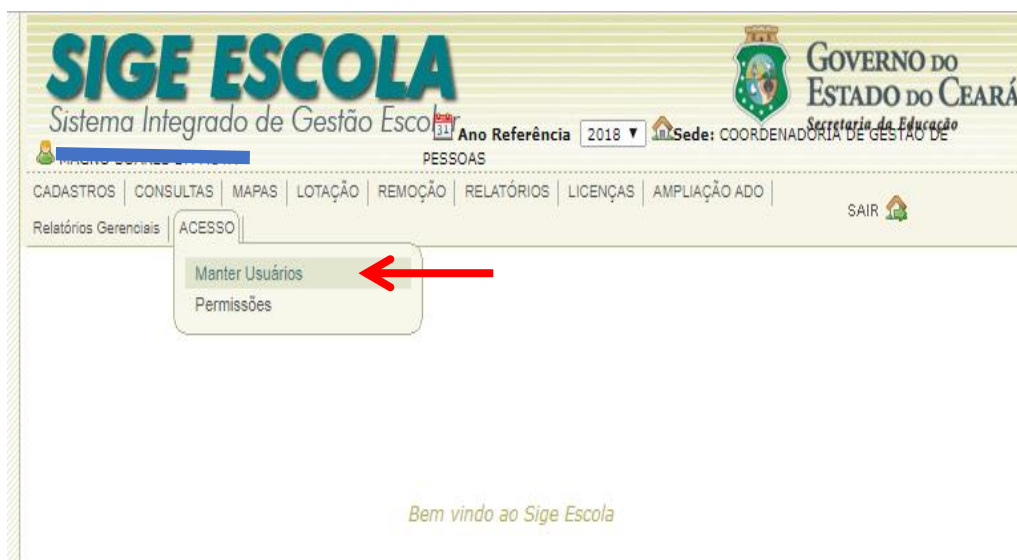 SIGE ESCOLA
Sistema Integrado de Gestão Escolar
GOVERNO DO
ESTADO DO CEARÁ
Secretaria da Educação
Ano Referência 2018 Sede: COORDENADORIA DE GESTÃO DE
PESSOAS
CADASTROS CONSULTAS MAPAS LOTAÇÃO REMOÇÃO RELATÓRIOS LICENÇAS AMPLIAÇÃO ADO
SAIR
Relatórios Gerenciais ACESSO
Manter Usuários
Permissões
Bem vindo ao Sige Escola